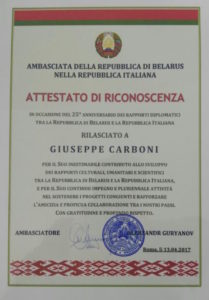 AMBASCIATA DELLA REPUBBLICA DI BELARUS
NELLA REPUBBLICA ITALIANA
ATTESTATO DI RICONOSCENZA
IN OCCASIONE DEL 25° ANNIVERSARIO DEI RAPPORTI DIPLOMATICI
TRA LA REPUBBLICA DI BELARUS E LA REPUBBLICA ITALIANA
RILASCIATO A
GIUSEPPE CARBONI
PER IL SUO INESTIMABILE CONTRIBUTO ALLO SVILUPPO
DEI RAPPORTI CULTURALI, UMANITARI E SCIENTIFICI
TRA LA REPUBBLICA DI BELARUS E LA REPUBBLICA ITALIANA,
E PER IL SUO CONTINUO IMPEGNO E PLURIENNALE ATTIVITÀ
NEL SOSTENERE I PROGETTI CONGIUNTI E RAFFORZARE
L'AMICIZIA E PROFICUA COLLABORAZIONE TRA I NOSTRI PAESI.
CON GRATITUDINE E PROFONDO RISPETTO,
AMBASCIATORE ALEKSANDR GURYANOV
Roma, lì 13.04.2017